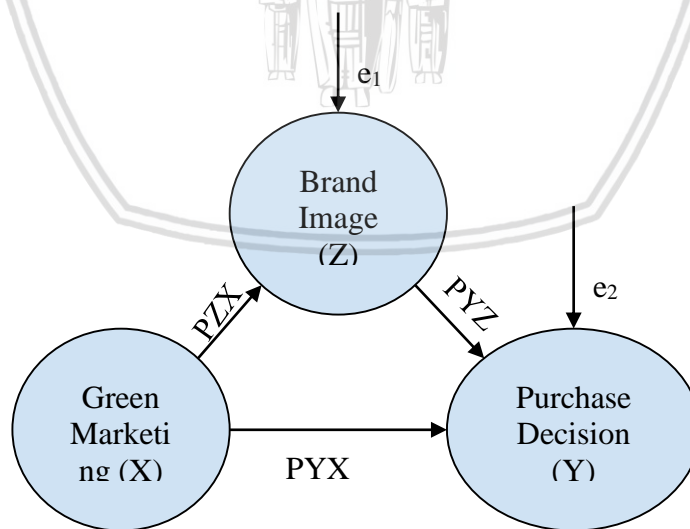 e₁
Brand
Image
(Z)
PZX
PYZ
e₂
Green
Marketi
ng (X)
PYX
Purchase
Decision
(Y)